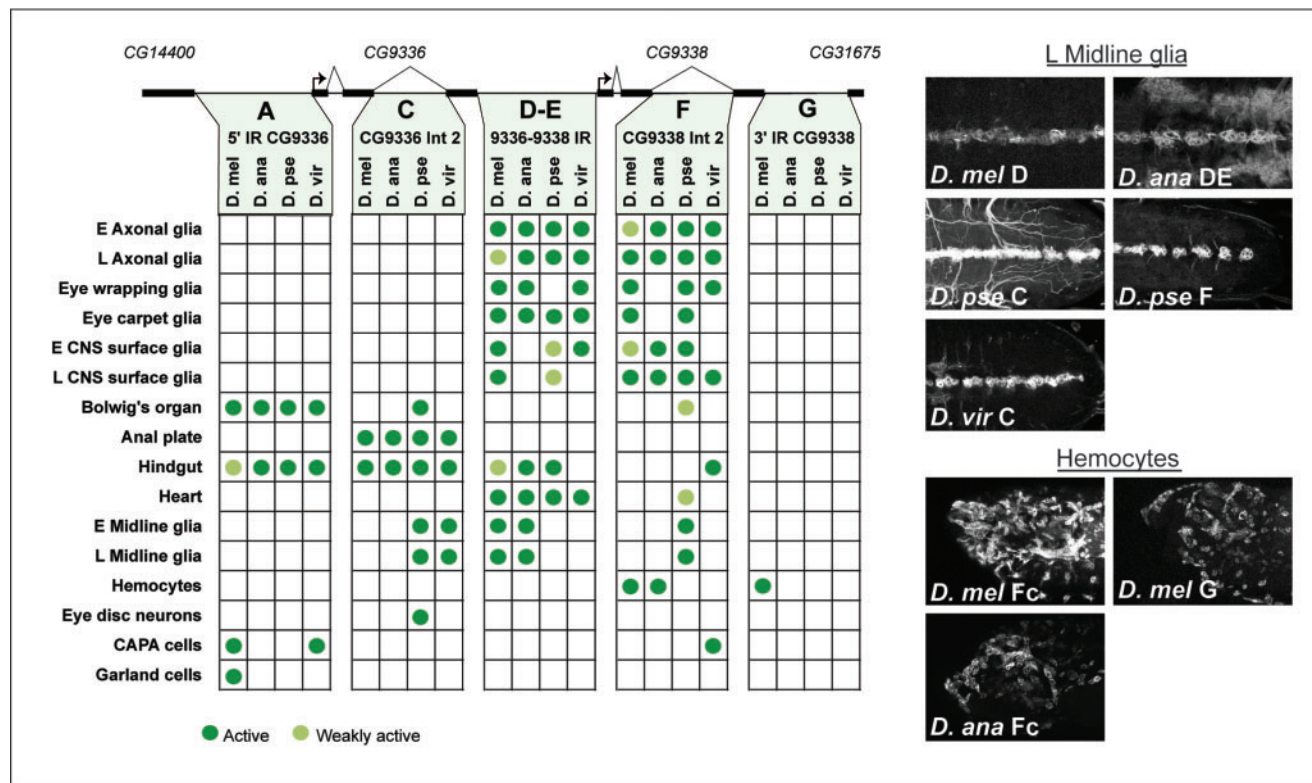 CG14400 CG9336 CG9338 CG31675
A C D-E F G
5' IR CG9336 CG9336 Int 2 9336-9338 IR CG9338 Int 2 3' IR CG9338
D. mel D. ana D. pse D. vir D. mel D. ana D. pse D. vir D. mel D. ana D. pse D. vir D. mel D. ana D. pse D. vir D. mel D. ana D. pse D. vir
E Axonal glia
L Axonal glia
Eye wrapping glia
Eye carpet glia
E CNS surface glia
L CNS surface glia
Bolwig's organ
Anal plate
Hindgut
Heart
E Midline glia
L Midline glia
Hemocytes
Eye disc neurons
CAPA cells
Garland cells
Active Weakly active
L Midline glia
D. mel D D. ana DE
D. pse C D. pse F
D. vir C
Hemocytes
D. mel Fc D. mel G
D. ana Fc